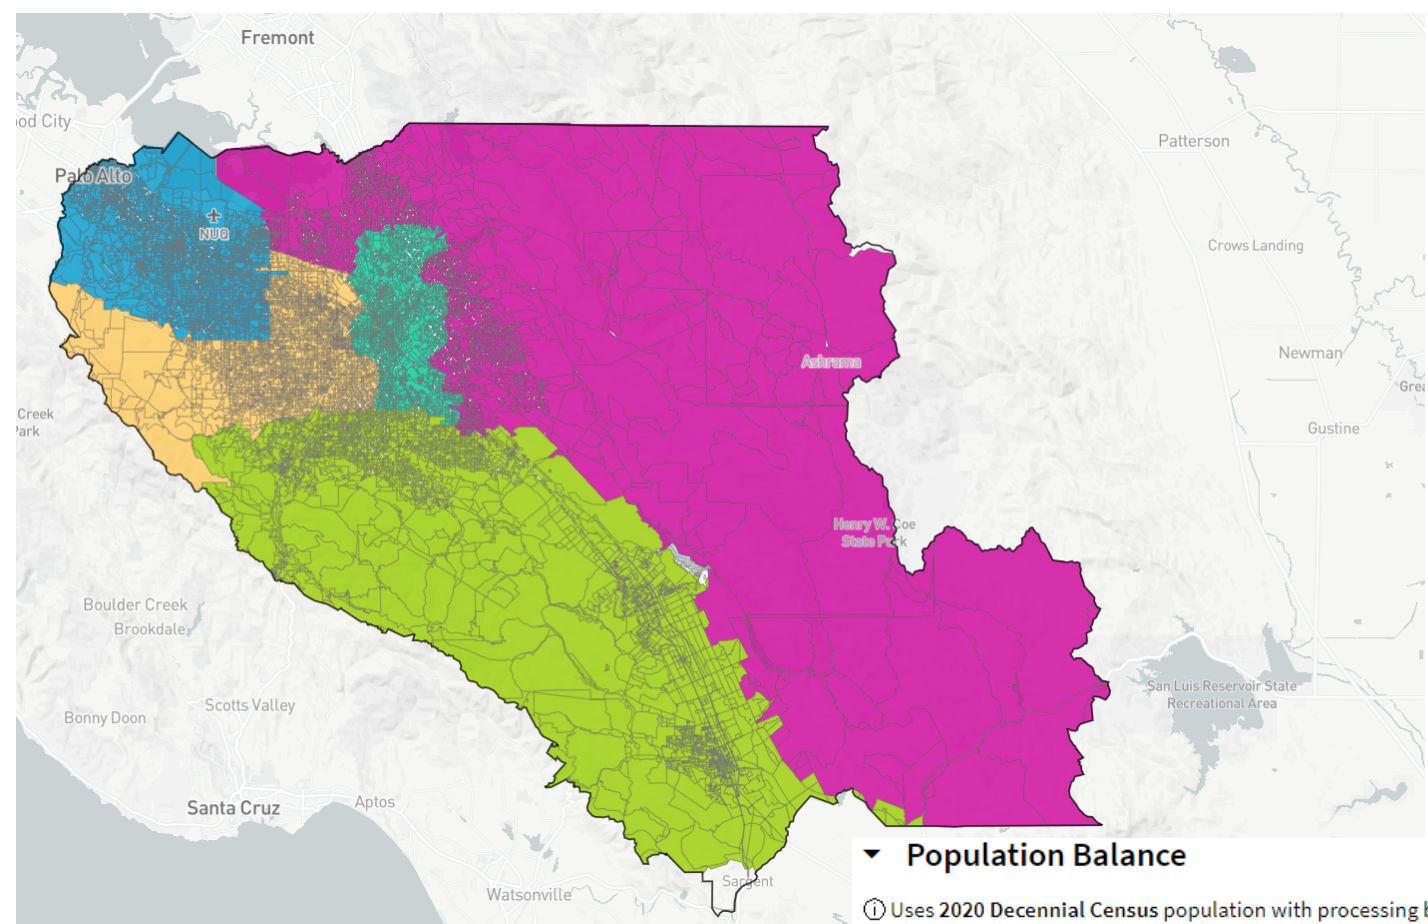 Fremont
od City
Palo Alto
NUQ
Patterson
Crows Landing
Newman
Ashrama
Grea
Gustine
Creek
Park
Henry W. Coe
State Park
Boulder Creek
Brookdale
San Luis Reservoir State
Recreational Area
Scotts Valley
Bonny Doon
Santa Cruz
Aptos
Sargent
Watsonville
Population Balance
Uses 2020 Decennial Census population with processing